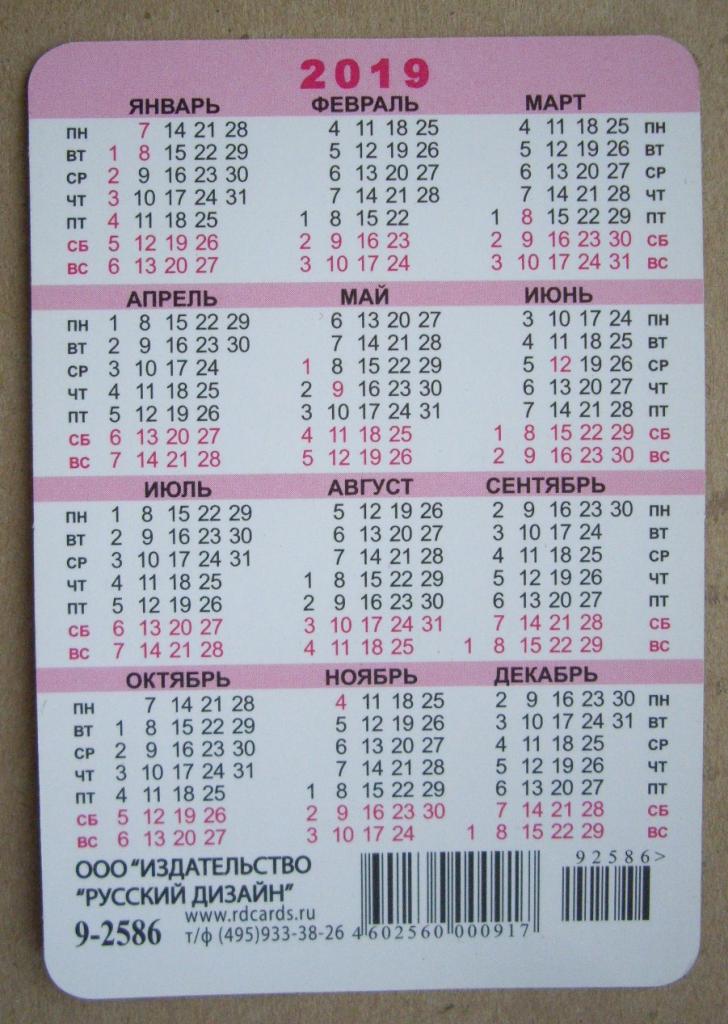 2019
ЯНВАРЬ ФЕВРАЛЬ МАРТ
ПН 7 14 21 28 4 11 18 25 4 11 18 25 ПН
ВТ 1 8 15 22 29 5 12 19 26 5 12 19 26 ВТ
СР 2 9 16 23 30 6 13 20 27 6 13 20 27 СР
ЧТ 3 10 17 24 31 7 14 21 28 7 14 21 28 ЧТ
ПТ 4 11 18 25 1 8 15 22 1 8 15 22 29 ПТ
СБ 5 12 19 26 2 9 16 23 2 9 16 23 30 СБ
ВС 6 13 20 27 3 10 17 24 3 10 17 24 31 ВС
АПРЕЛЬ МАЙ ИЮНЬ
ПН 1 8 15 22 29 6 13 20 27 3 10 17 24 ПН
ВТ 2 9 16 23 30 7 14 21 28 4 11 18 25 ВТ
СР 3 10 17 24 1 8 15 22 29 5 12 19 26 СР
ЧТ 4 11 18 25 2 9 16 23 30 6 13 20 27 ЧТ
ПТ 5 12 19 26 3 10 17 24 31 7 14 21 28 ПТ
СБ 6 13 20 27 4 11 18 25 1 8 15 22 29 СБ
ВС 7 14 21 28 5 12 19 26 2 9 16 23 30 ВС
ИЮЛЬ АВГУСТ СЕНТЯБРЬ
ПН 1 8 15 22 29 5 12 19 26 2 9 16 23 30 ПН
ВТ 2 9 16 23 30 6 13 20 27 3 10 17 24 ВТ
СР 3 10 17 24 31 7 14 21 28 4 11 18 25 СР
ЧТ 4 11 18 25 1 8 15 22 29 5 12 19 26 ЧТ
ПТ 5 12 19 26 2 9 16 23 30 6 13 20 27 ПТ
СБ 6 13 20 27 3 10 17 24 31 7 14 21 28 СБ
ВС 7 14 21 28 4 11 18 25 1 8 15 22 29 ВС
ОКТЯБРЬ НОЯБРЬ ДЕКАБРЬ
ПН 7 14 21 28 4 11 18 25 2 9 16 23 30 ПН
ВТ 1 8 15 22 29 5 12 19 26 3 10 17 24 31 ВТ
СР 2 9 16 23 30 6 13 20 27 4 11 18 25 СР
ЧТ 3 10 17 24 31 7 14 21 28 5 12 19 26 ЧТ
ПТ 4 11 18 25 1 8 15 22 29 6 13 20 27 ПТ
СБ 5 12 19 26 2 9 16 23 30 7 14 21 28 СБ
ВС 6 13 20 27 3 10 17 24 1 8 15 22 29 ВС
ООО "ИЗДАТЕЛЬСТВО
"РУССКИЙ ДИЗАЙН"
9-2586
www.rdcards.ru
т/ф (495)933-38-26
4 602560 000917
92586>